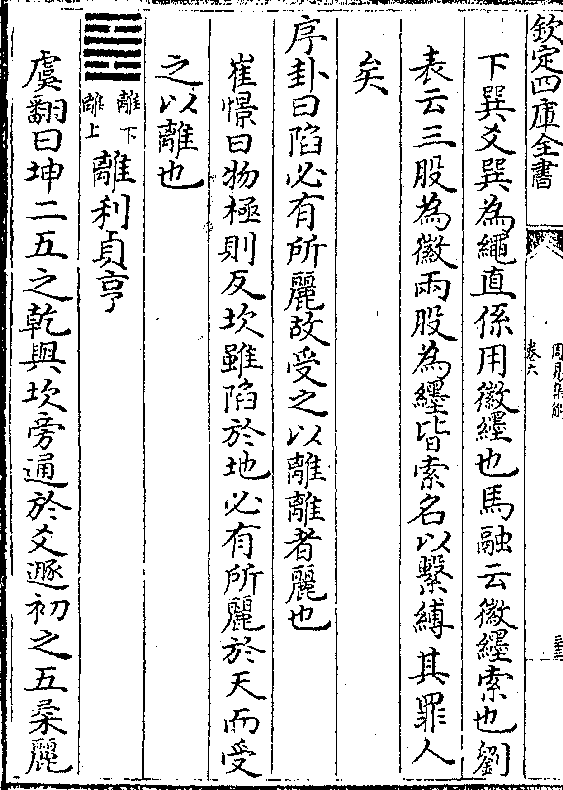 欽定四庫全書
卷六
下巽爻巽為繩直係用徽纆也馬融云徽纆索也劉
表云三股為徽兩股為纆皆索名以繫縛其罪人
矣
序卦曰陷必有所麗故受之以離離者麗也
崔憬曰物極則反坎雖陷於地必有所麗於天而受
之以離也
離下
離上
離利貞亨
虞翻曰坤二五之乾與坎旁通於爻遯初之五柔麗